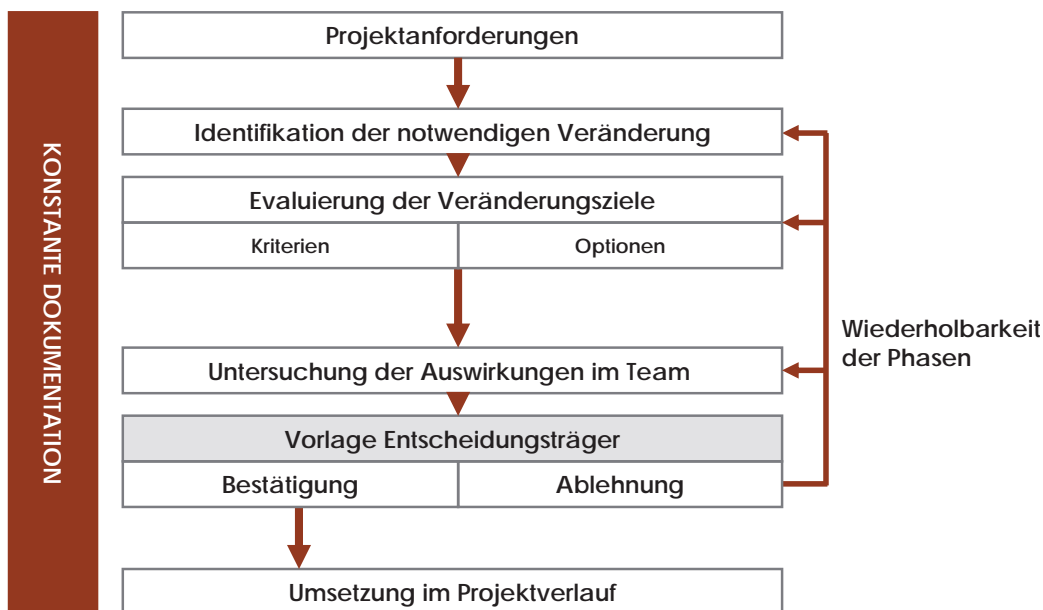 KONSTANTE DOKUMENTATION
Projektanforderungen
Identifikation der notwendigen Veränderung
Evaluierung der Veränderungsziele
Kriterien
Optionen
Wiederholbarkeit
der Phasen
Untersuchung der Auswirkungen im Team
Vorlage Entscheidungsträger
Bestätigung
Ablehnung
Umsetzung im Projektverlauf